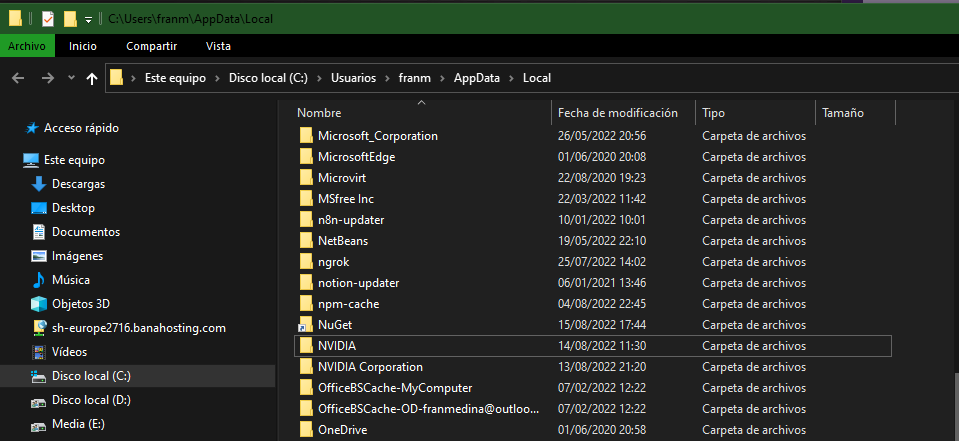 C:\Users\franm\AppData\Local
Archivo Inicio Compartir Vista
Este equipo Disco local (C:) Usuarios franm AppData Local
Nombre Fecha de modificación Tipo Tamaño
Acceso rápido
Este equipo
Descargas
Desktop
Documentos
Imágenes
Música
Objetos 3D
sh-europe2716.banahosting.com
Vídeos
Disco local (C:)
Disco local (D:)
Media (E:)
Microsoft_Corporation 26/05/2022 20:56 Carpeta de archivos
MicrosoftEdge 01/06/2020 20:08 Carpeta de archivos
Microvirt 22/08/2020 19:23 Carpeta de archivos
MSfree Inc 22/03/2022 11:42 Carpeta de archivos
n8n-updater 10/01/2022 10:01 Carpeta de archivos
NetBeans 19/05/2022 22:10 Carpeta de archivos
ngrok 25/07/2022 14:02 Carpeta de archivos
notion-updater 06/01/2021 13:46 Carpeta de archivos
npm-cache 04/08/2022 22:45 Carpeta de archivos
NuGet 15/08/2022 17:44 Carpeta de archivos
NVIDIA 14/08/2022 11:30 Carpeta de archivos
NVIDIA Corporation 13/08/2022 21:20 Carpeta de archivos
OfficeBSCache-MyComputer 07/02/2022 12:22 Carpeta de archivos
OfficeBSCache-OD-franmedina@outloo... 07/02/2022 12:22 Carpeta de archivos
OneDrive 01/06/2020 20:58 Carpeta de archivos